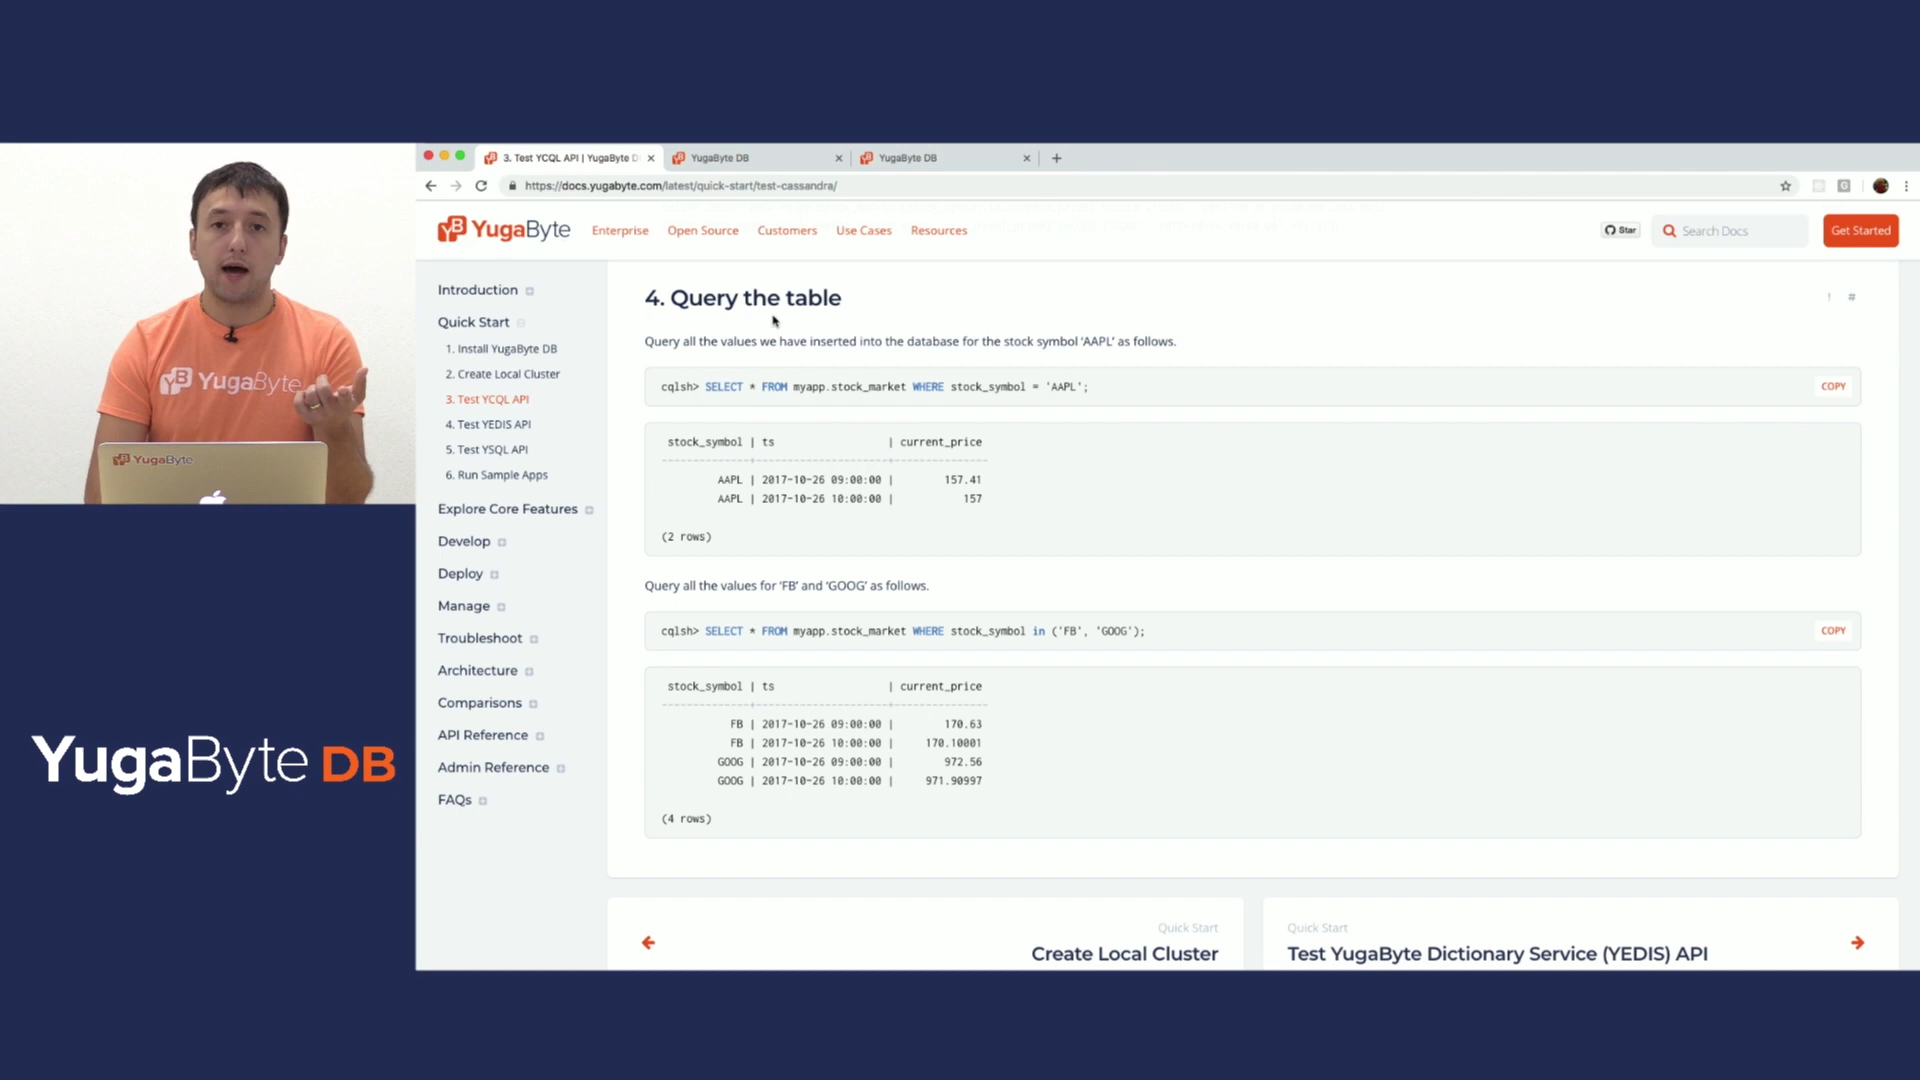 3. Test YCQL API | YugaByte D
YugaByte DB
YugaByte DB
https://docs.yugabyte.com/latest/quick-start/test-cassandra/
YugaByte
Enterprise
Open Source
Customers
Use Cases
Resources
Star
Search Docs
Get Started
Introduction
Quick Start
1. Install YugaByte DB
2. Create Local Cluster
3. Test YCQL API
4. Test YEDIS API
5. Test YSQL API
6. Run Sample Apps
Explore Core Features
Develop
Deploy
Manage
Troubleshoot
Architecture
Comparisons
API Reference
Admin Reference
FAQs
4. Query the table
! #
Query all the values we have inserted into the database for the stock symbol ‘AAPL’ as follows.
cqlsh> SELECT * FROM myapp.stock_market WHERE stock_symbol = 'AAPL';
COPY
stock_symbol | ts | current_price
--------------+---------------------+---------------
AAPL | 2017-10-26 09:00:00 | 157.41
AAPL | 2017-10-26 10:00:00 | 157
(2 rows)
Query all the values for ‘FB’ and ‘GOOG’ as follows.
cqlsh> SELECT * FROM myapp.stock_market WHERE stock_symbol in ('FB', 'GOOG');
COPY
stock_symbol | ts | current_price
--------------+---------------------+---------------
FB | 2017-10-26 09:00:00 | 170.63
FB | 2017-10-26 10:00:00 | 170.10001
GOOG | 2017-10-26 09:00:00 | 972.56
GOOG | 2017-10-26 10:00:00 | 971.90997
(4 rows)
Quick Start
Create Local Cluster
Quick Start
Test YugaByte Dictionary Service (YEDIS) API
YugaByte
YugaByte
YugaByte DB